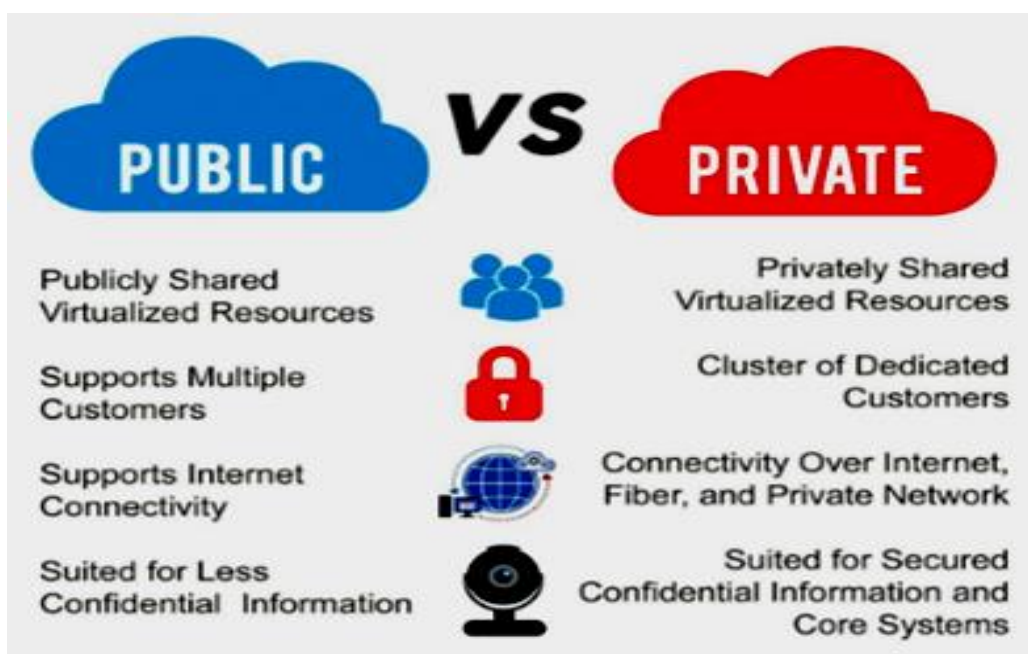 PUBLIC
VS
PRIVATE
Publicly Shared
Virtualized Resources
Privately Shared
Virtualized Resources
Supports Multiple
Customers
Cluster of Dedicated
Customers
Supports Internet
Connectivity
Connectivity Over Internet,
Fiber, and Private Network
Suited for Less
Confidential Information
Suited for Secured
Confidential Information and
Core Systems